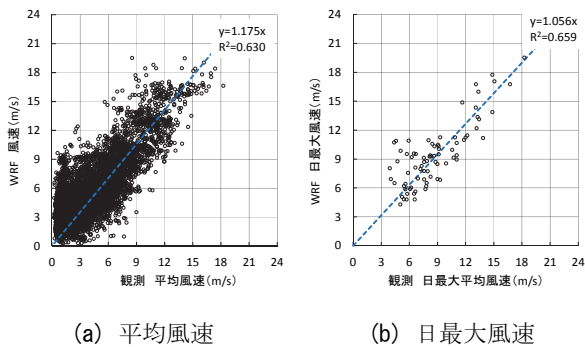 y=1.175x
R²=0.630
24
21
18
15
12
9
6
3
0
WRF 風速(m/s)
0 3 6 9 12 15 18 21 24
観測 平均風速(m/s)
(a) 平均風速
y=1.056x
R²=0.659
24
21
18
15
12
9
6
3
0
WRF 日最大風速(m/s)
0 3 6 9 12 15 18 21 24
観測 日最大平均風速(m/s)
(b) 日最大風速